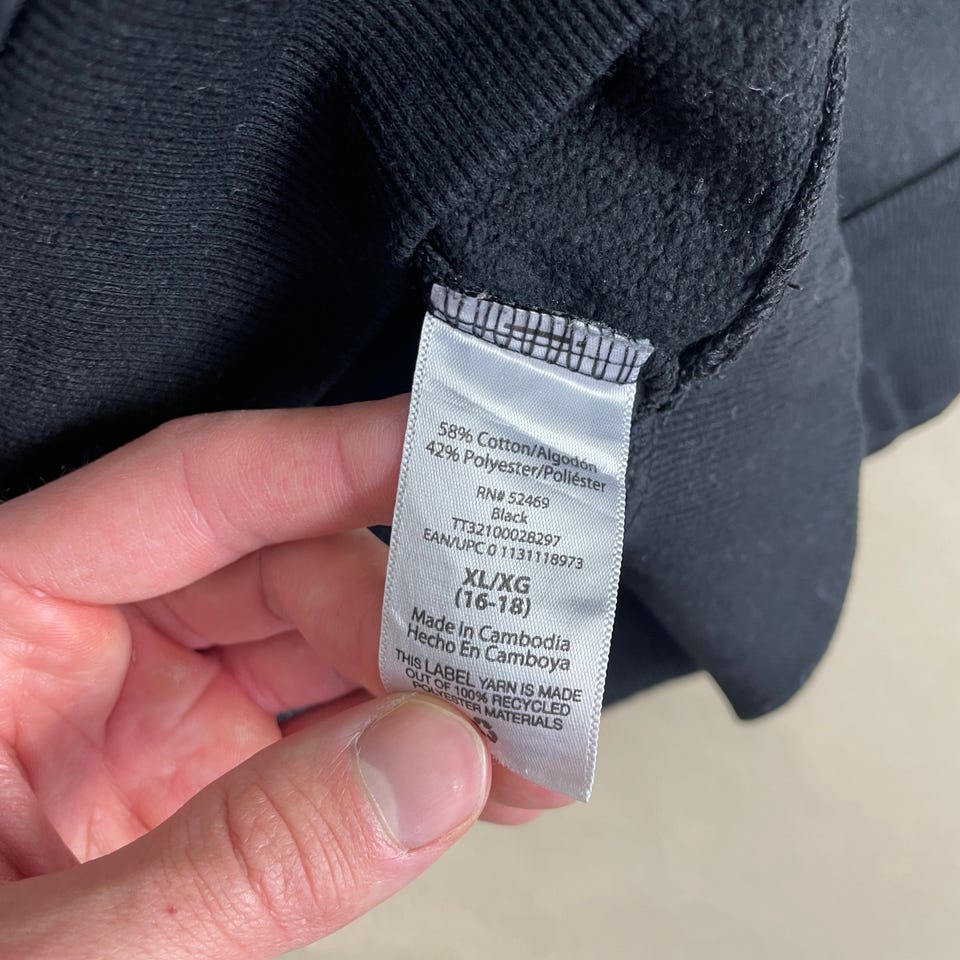 58% Cotton/Algodón
42% Polyester/Poliéster
RN# 52469
Black
TT32100028297
EAN/UPC 0 1131118973
XL/XG
(16-18)
Made In Cambodia
Hecho En Camboya
THIS LABEL YARN IS MADE
OUT OF 100% RECYCLED
POLYESTER MATERIALS